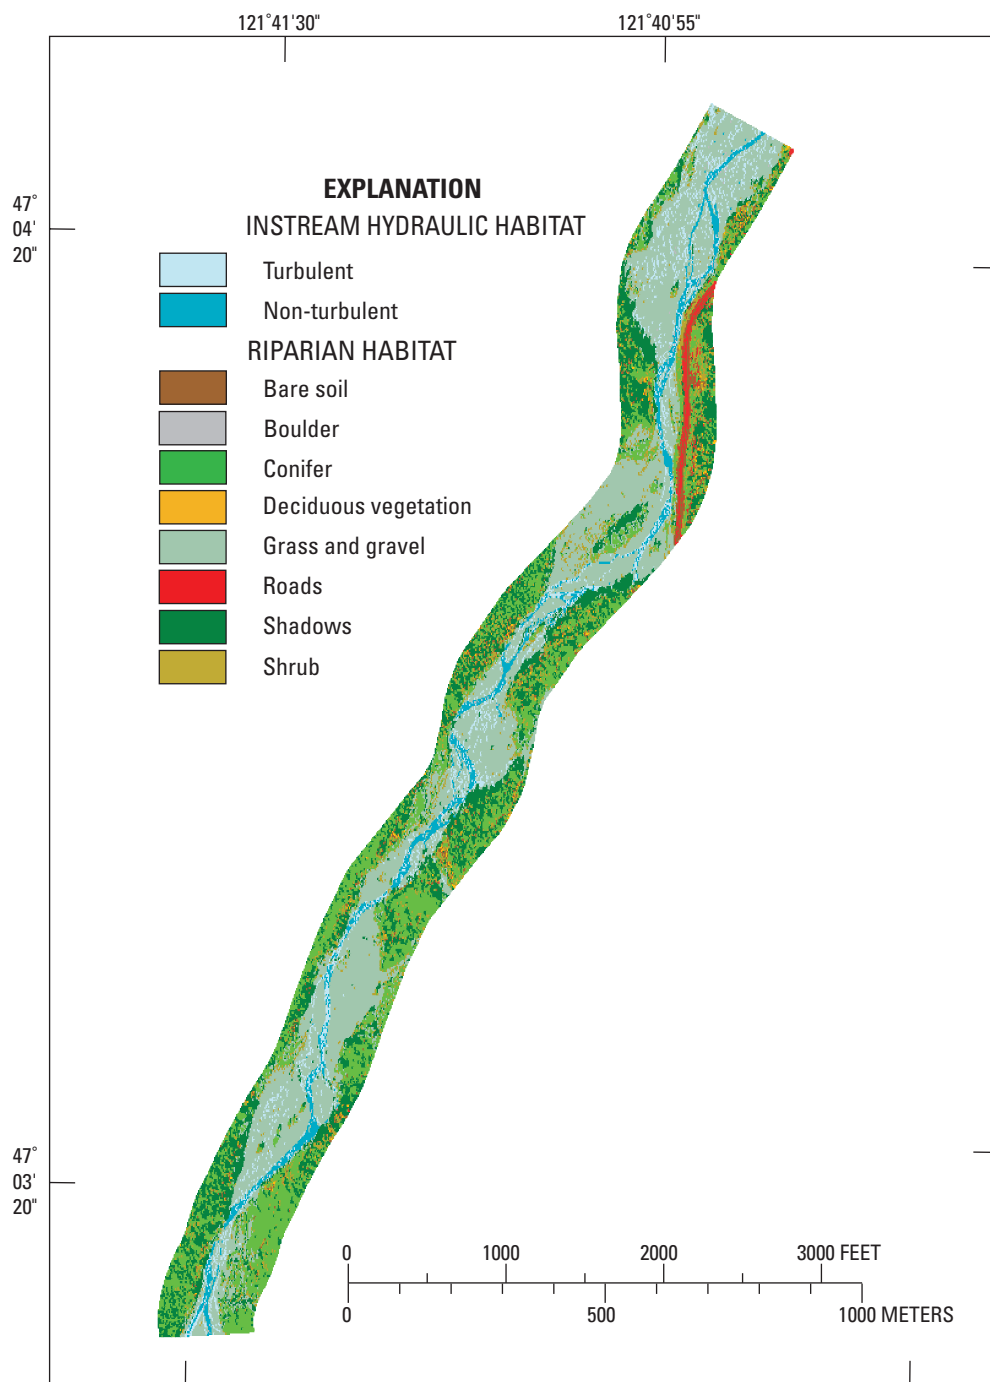 121°41'30"
121°40'55"
47°
04'
20"
EXPLANATION
INSTREAM HYDRAULIC HABITAT
Turbulent
Non-turbulent
RIPARIAN HABITAT
Bare soil
Boulder
Conifer
Deciduous vegetation
Grass and gravel
Roads
Shadows
Shrub
47°
03'
20"
0 1000 2000 3000 FEET
0 500 1000 METERS